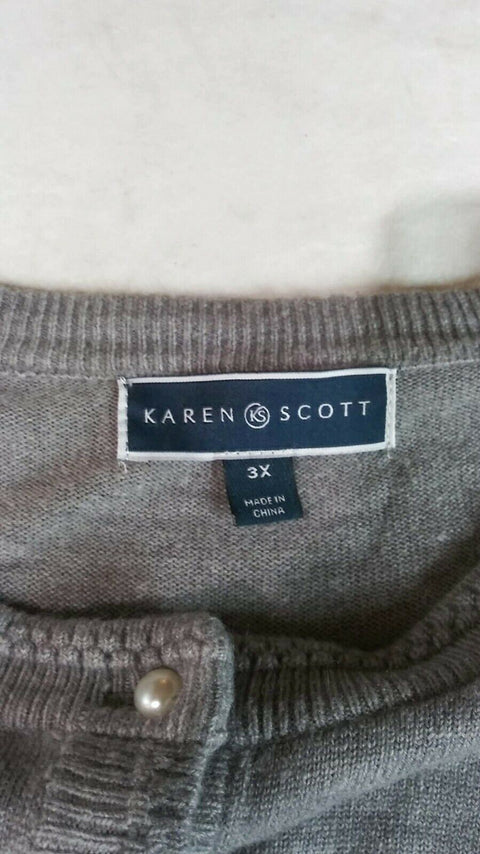 KAREN KS SCOTT
3X
MADE IN
CHINA